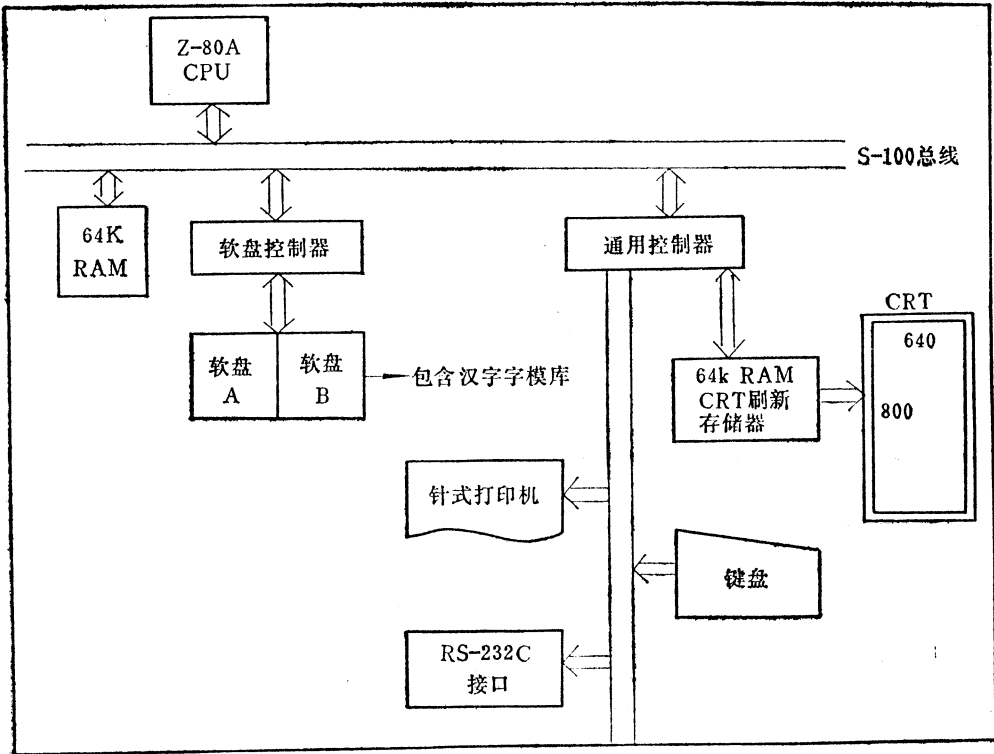 Z-80A
CPU
S-100总线
64K
RAM
软盘控制器
通用控制器
软盘
A
软盘
B
包含汉字字模库
64k RAM
CRT刷新
存储器
CRT
640
800
针式打印机
键盘
RS-232C
接口